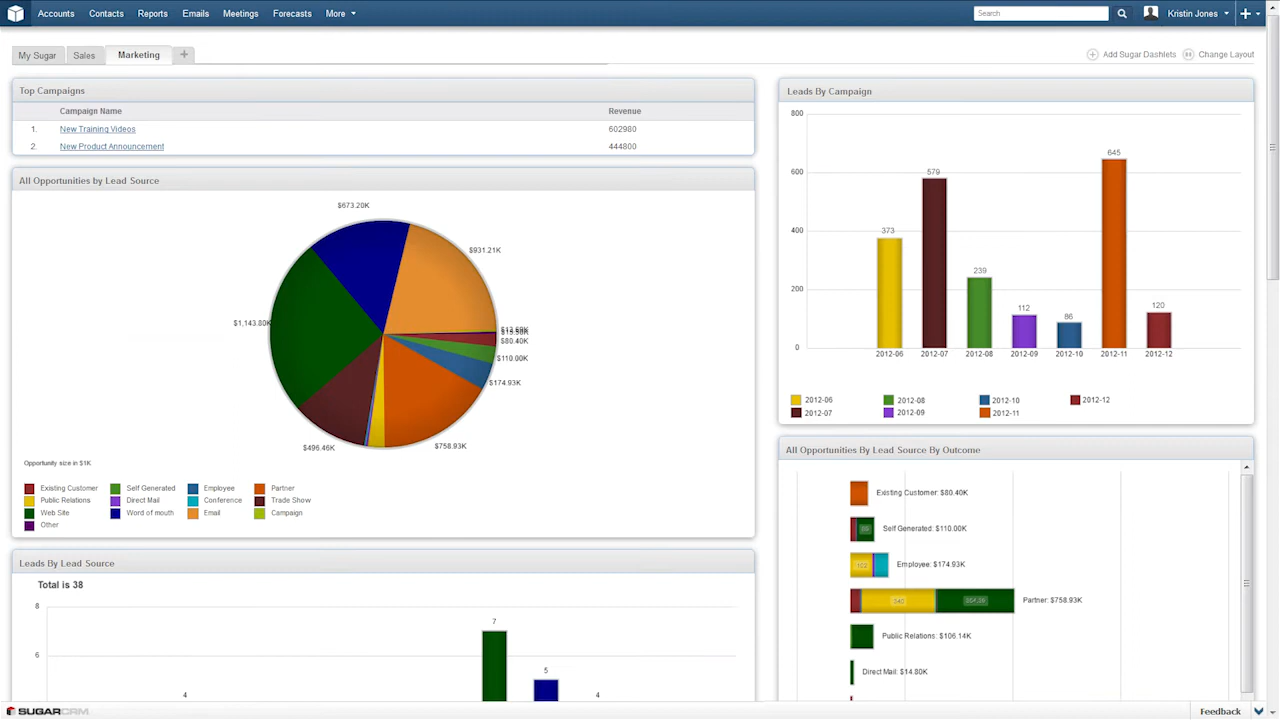 Accounts Contacts Reports Emails Meetings Forecasts More Search Kristin Jones
My Sugar Sales Marketing + Add Sugar Dashlets Change Layout
Top Campaigns
Campaign Name Revenue
1. New Training Videos 602980
2. New Product Announcement 444800
All Opportunities by Lead Source
$673.20K
$931.21K
$1,143.80K
$80.40K
$110.00K
$174.93K
$496.46K
$758.93K
Opportunity size in $1K
Existing Customer Self Generated Employee Partner
Public Relations Direct Mail Conference Trade Show
Web Site Word of mouth Email Campaign
Other
Leads By Lead Source
Total is 38
8
7
6
5
4 4
Leads By Campaign
800
645
600
579
400
373
239
200
112
86
120
0
2012-06 2012-07 2012-08 2012-09 2012-10 2012-11 2012-12
2012-06 2012-08 2012-10 2012-12
2012-07 2012-09 2012-11
All Opportunities By Lead Source By Outcome
Existing Customer: $80.40K
Self Generated: $110.00K
102 Employee: $174.93K
340 Partner: $758.93K
Public Relations: $106.14K
Direct Mail: $14.80K
SUGARCRM Feedback